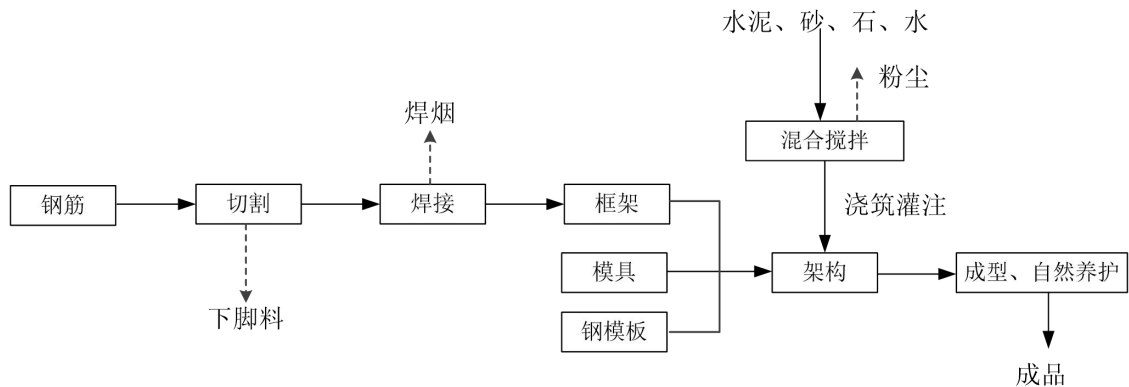 水泥、砂、石、水
粉尘
焊烟
混合搅拌
钢筋
切割
焊接
框架
浇筑灌注
模具
架构
成型、自然养护
下脚料
钢模板
成品